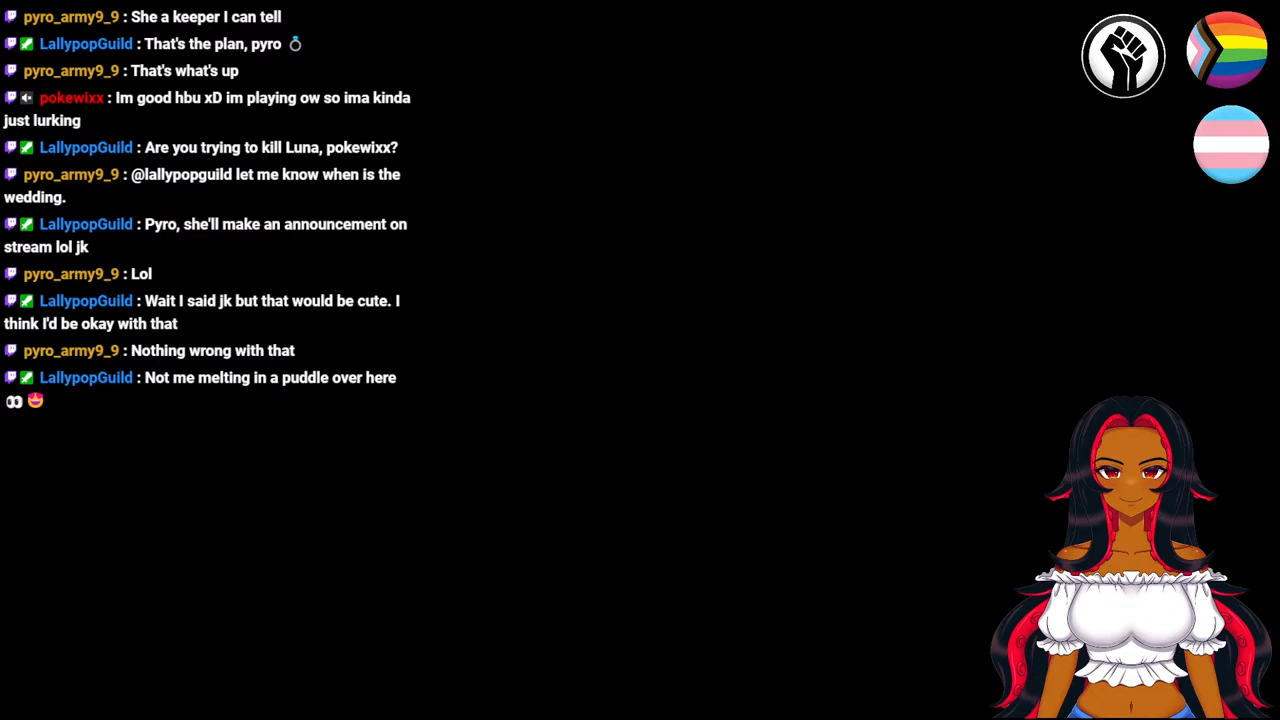 pyro_army9_9 : She a keeper I can tell
LallypopGuild : That's the plan, pyro 💍
pyro_army9_9 : That's what's up
pokewixx : Im good hbu xD im playing ow so ima kinda
just lurking
LallypopGuild : Are you trying to kill Luna, pokewixx?
pyro_army9_9 : @lallypopguild let me know when is the
wedding.
LallypopGuild : Pyro, she'll make an announcement on
stream lol jk
pyro_army9_9 : Lol
LallypopGuild : Wait I said jk but that would be cute. I
think I'd be okay with that
pyro_army9_9 : Nothing wrong with that
LallypopGuild : Not me melting in a puddle over here
👀 🤩